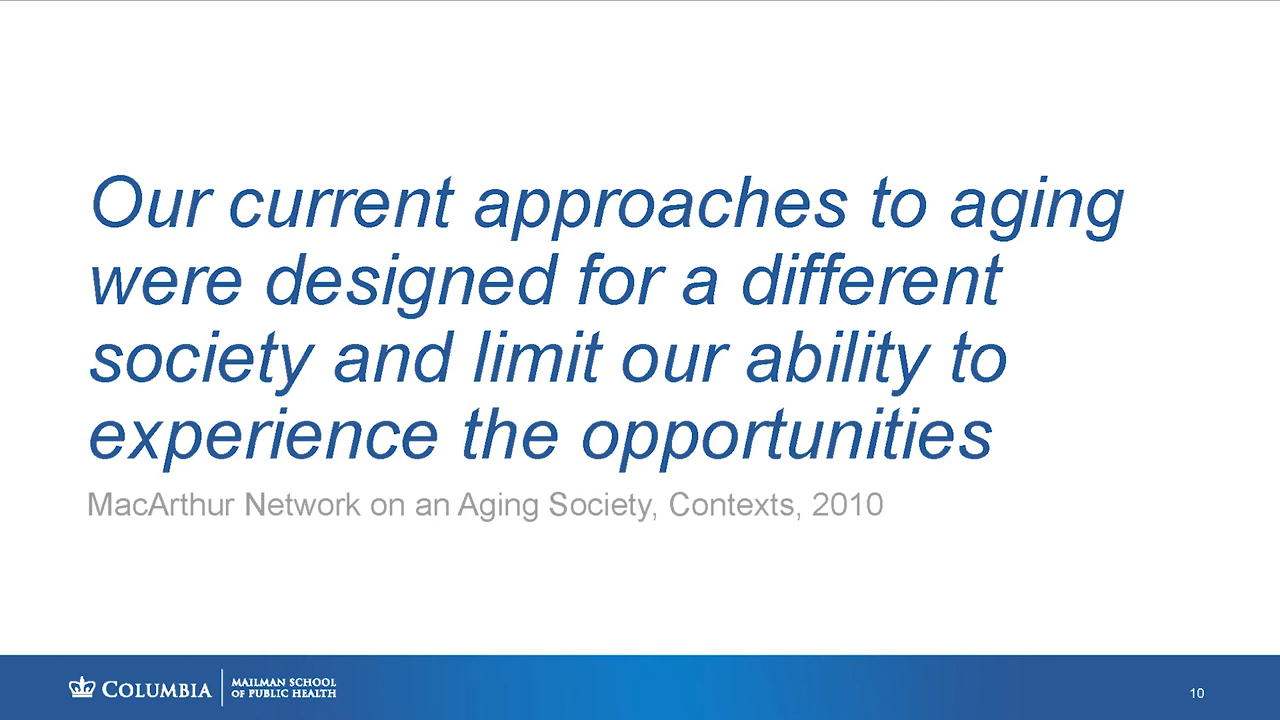 Our current approaches to aging
were designed for a different
society and limit our ability to
experience the opportunities
MacArthur Network on an Aging Society, Contexts, 2010
COLUMBIA
MAILMAN SCHOOL
OF PUBLIC HEALTH
10